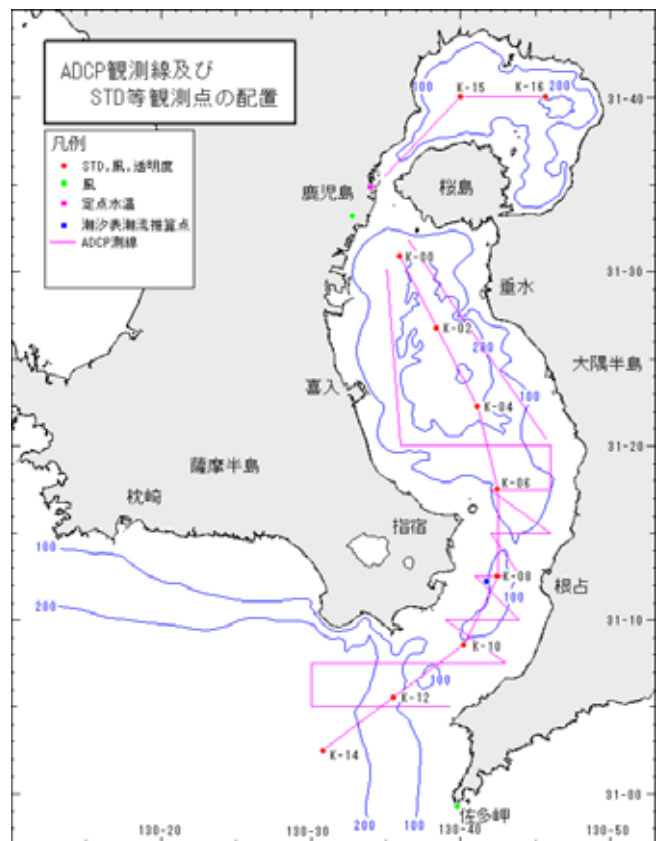 ADCP観測線及び
STD等観測点の配置
凡例
STD,風,透明度
風
定点水温
潮汐表潮流推算点
ADCP測線
K-15
K-16
200
100
31-40
鹿児島
桜島
K-00
31-30
垂水
K-02
200
大隅半島
喜入
100
K-04
31-20
薩摩半島
K-06
枕崎
指宿
100
K-08
根占
200
100
31-10
K-10
100
K-12
K-14
31-00
佐多岬
200
100
130-20
130-30
130-40
130-50